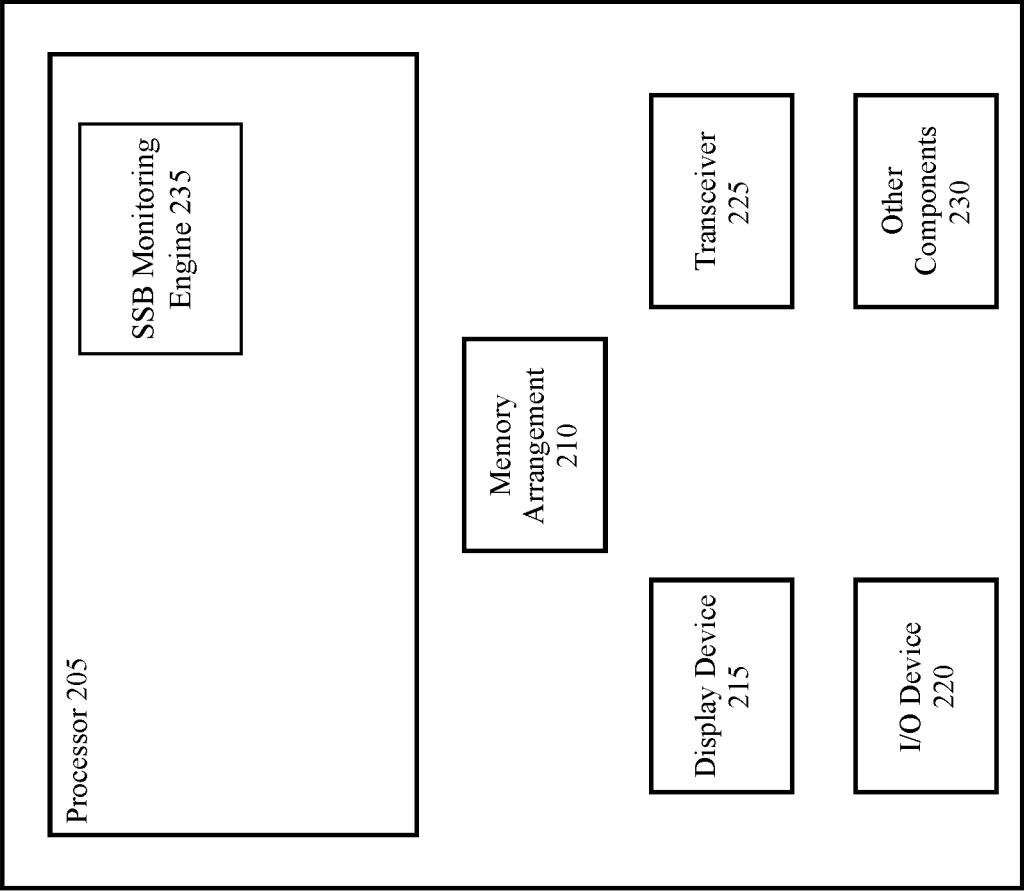 Processor 205
SSB Monitoring
Engine 235
Memory
Arrangement
210
Display Device
215
Transceiver
225
I/O Device
220
Other
Components
230